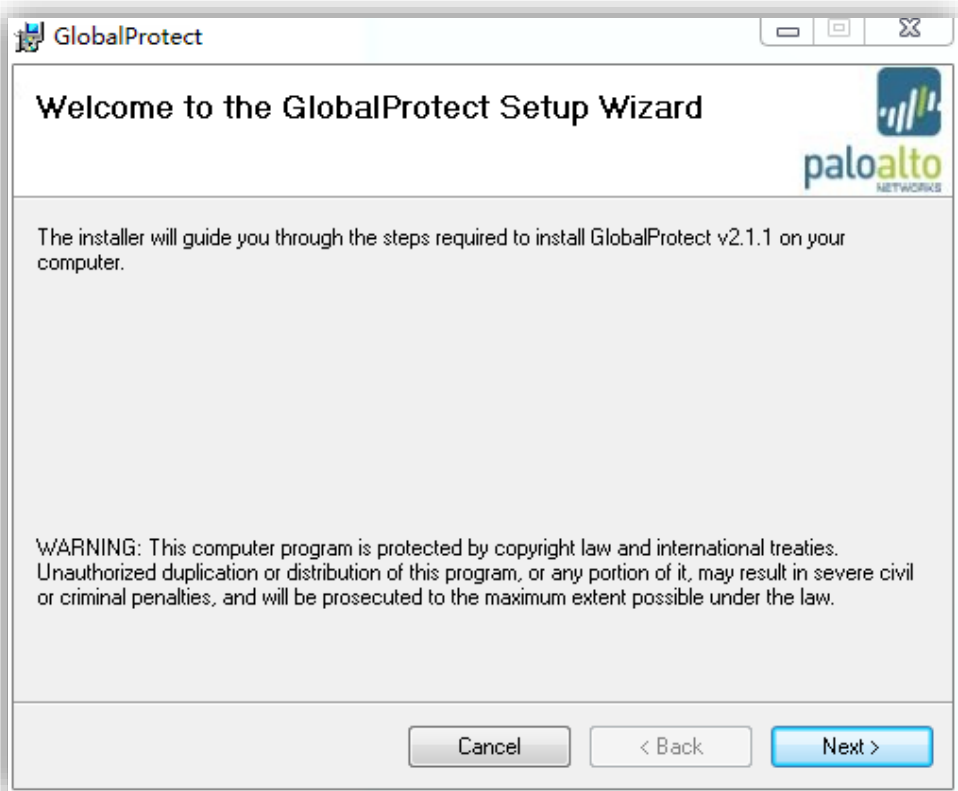 GlobalProtect
Welcome to the GlobalProtect Setup Wizard
paloalto
NETWORKS
The installer will guide you through the steps required to install GlobalProtect v2.1.1 on your
computer.
WARNING: This computer program is protected by copyright law and international treaties.
Unauthorized duplication or distribution of this program, or any portion of it, may result in severe civil
or criminal penalties, and will be prosecuted to the maximum extent possible under the law.
Cancel
< Back
Next >